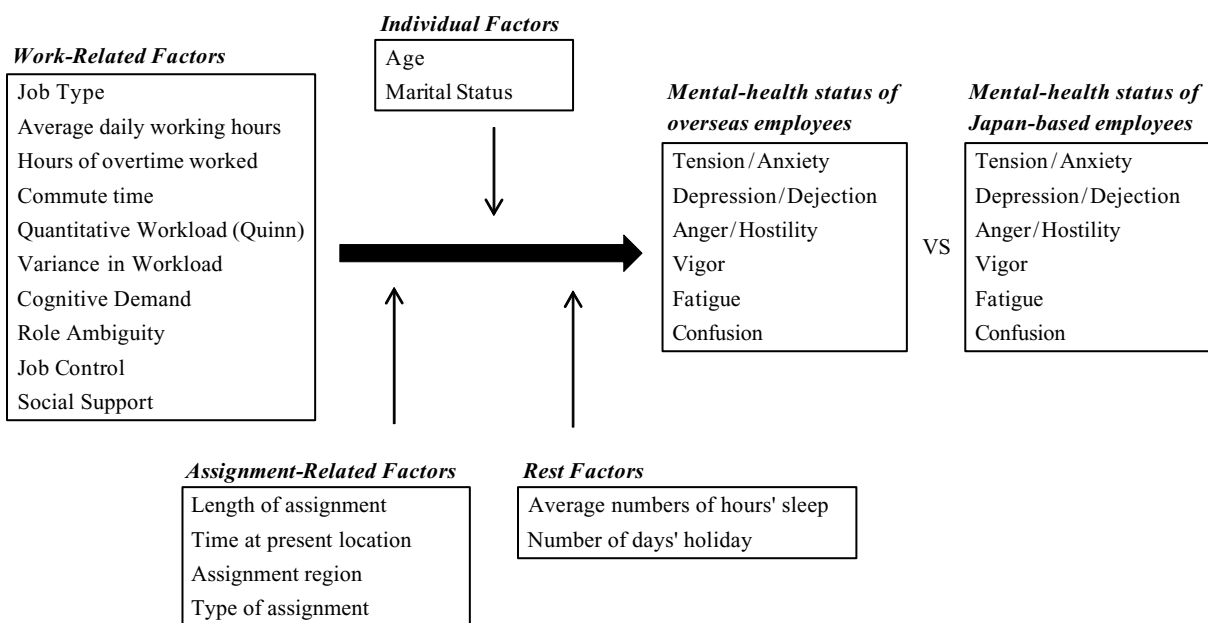 Individual Factors
Age
Marital Status
Work-Related Factors
Job Type
Average daily working hours
Hours of overtime worked
Commute time
Quantitative Workload (Quinn)
Variance in Workload
Cognitive Demand
Role Ambiguity
Job Control
Social Support
Mental-health status of
overseas employees
Tension/Anxiety
Depression/Dejection
Anger/Hostility
Vigor
Fatigue
Confusion
VS
Mental-health status of
Japan-based employees
Tension/Anxiety
Depression/Dejection
Anger/Hostility
Vigor
Fatigue
Confusion
Assignment-Related Factors
Length of assignment
Time at present location
Assignment region
Type of assignment
Rest Factors
Average numbers of hours' sleep
Number of days' holiday